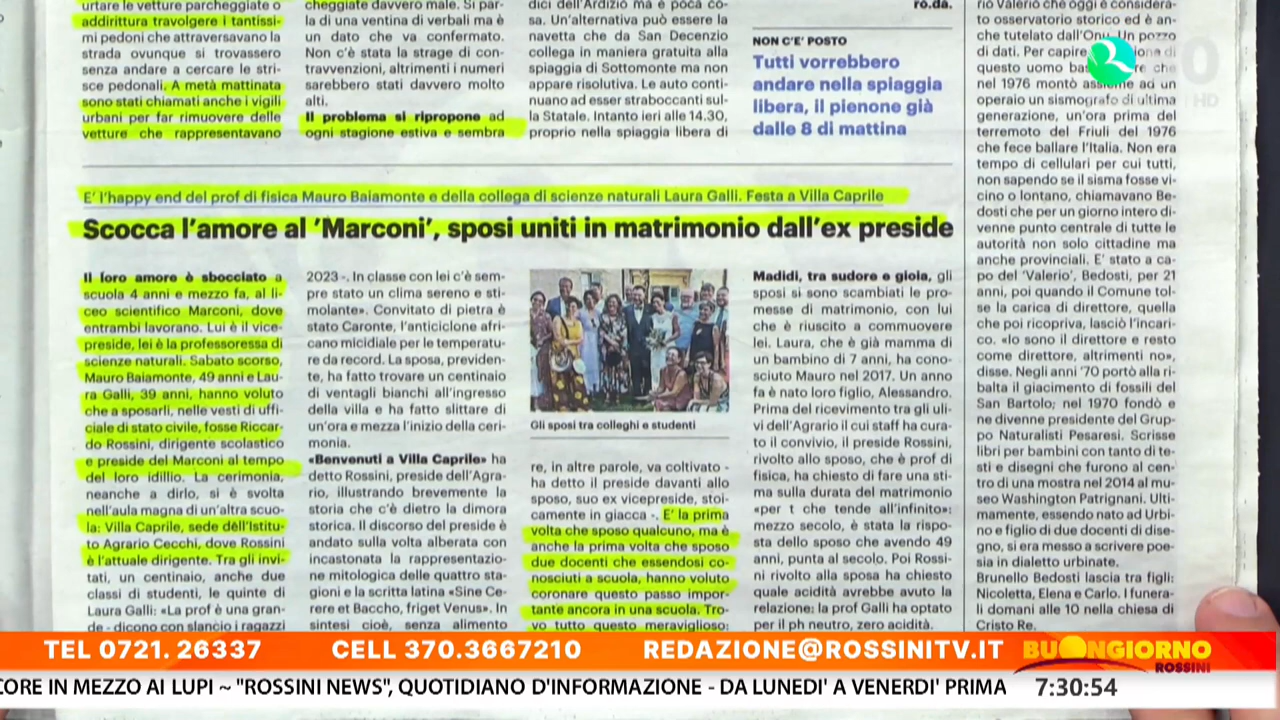 urtare le vetture parcheggiate o
addirittura travolgere i tantissi-
mi pedoni che attraversavano la
strada ovunque si trovassero
senza andare a cercare le stri-
sce pedonali. A metà mattinata
sono stati chiamati anche i vigili
urbani per far rimuovere delle
vetture che rappresentavano
cheggiate davvero male. Si par-
la di una ventina di verbali ma è
un dato che va confermato.
Non c'è stata la strage di con-
travvenzioni, altrimenti i numeri
sarebbero stati davvero molto
alti.
Il problema si ripropone ad
ogni stagione estiva e sembra
dici dell'Ardizio ma è poca co-
sa. Un'alternativa può essere la
navetta che da San Decenzio
collega in maniera gratuita alla
spiaggia di Sottomonte ma non
appare risolutiva. Le auto conti-
nuano ad esser straboccanti sul-
la Statale. Intanto ieri alle 14.30,
proprio nella spiaggia libera di
ro.da.
NON C'E' POSTO
Tutti vorrebbero
andare nella spiaggia
libera, il pienone già
dalle 8 di mattina
E' l'happy end del prof di fisica Mauro Baiamonte e della collega di scienze naturali Laura Galli. Festa a Villa Caprile
Scocca l'amore al 'Marconi', sposi uniti in matrimonio dall'ex preside
Il loro amore è sbocciato a
scuola 4 anni e mezzo fa, al li-
ceo scientifico Marconi, dove
entrambi lavorano. Lui è il vice-
preside, lei è la professoressa di
scienze naturali. Sabato scorso,
Mauro Baiamonte, 49 anni e Lau-
ra Galli, 39 anni, hanno voluto
che a sposarli, nelle vesti di uffi-
ciale di stato civile, fosse Riccar-
do Rossini, dirigente scolastico
e preside del Marconi al tempo
del loro idillio. La cerimonia,
neanche a dirlo, si è svolta
nell'aula magna di un'altra scuo-
la: Villa Caprile, sede dell'Istitu-
to Agrario Cecchi, dove Rossini
è l'attuale dirigente. Tra gli invi-
tati, un centinaio, anche due
classi di studenti, le quinte di
Laura Galli: «La prof è una gran-
de - dicono con slancio i ragazzi
2023 -. In classe con lei c'è sem-
pre stato un clima sereno e sti-
molante». Convitato di pietra è
stato Caronte, l'anticiclone afri-
cano micidiale per le temperatu-
re da record. La sposa, previden-
te, ha fatto trovare un centinaio
di ventagli bianchi all'ingresso
della villa e ha fatto slittare di
un'ora e mezza l'inizio della ceri-
monia.
«Benvenuti a Villa Caprile» ha
detto Rossini, preside dell'Agra-
rio, illustrando brevemente la
storia che c'è dietro la dimora
storica. Il discorso del preside è
andato sulla volta alberata con
incastonata la rappresentazio-
ne mitologica delle quattro sta-
gioni e la scritta latina «Sine Ce-
rere et Baccho, friget Venus». In
sintesi cioè, senza alimento
Gli sposi tra colleghi e studenti
re, in altre parole, va coltivato -
ha detto il preside davanti allo
sposo, suo ex vicepreside, stoi-
camente in giacca -. E' la prima
volta che sposo qualcuno, ma è
anche la prima volta che sposo
due docenti che essendosi co-
nosciuti a scuola, hanno voluto
coronare questo passo impor-
tante ancora in una scuola. Tro-
vo tutto questo meraviglioso:
Madidi, tra sudore e gioia, gli
sposi si sono scambiati le pro-
messe di matrimonio, con lui
che è riuscito a commuovere
lei. Laura, che è già mamma di
un bambino di 7 anni, ha cono-
sciuto Mauro nel 2017. Un anno
fa è nato loro figlio, Alessandro.
Prima del ricevimento tra gli uli-
vi dell'Agrario il cui staff ha cura-
to il convivio, il preside Rossini,
rivolto allo sposo, che è prof di
fisica, ha chiesto di fare una sti-
ma sulla durata del matrimonio
«per t che tende all'infinito»:
mezzo secolo, è stata la rispo-
sta dello sposo che avendo 49
anni, punta al secolo. Poi Rossi-
ni rivolto alla sposa ha chiesto
quale acidità avrebbe avuto la
relazione: la prof Galli ha optato
per il ph neutro, zero acidità.
rio Valerio che oggi è considera-
to osservatorio storico ed è an-
che tutelato dall'Onu. Un pozzo
di dati. Per capire
questo uomo che
nel 1976 montò assieme ad un
operaio un sismografo di ultima
generazione, un'ora prima del
terremoto del Friuli del 1976
che fece ballare l'Italia. Non era
tempo di cellulari per cui tutti,
non sapendo se il sisma fosse vi-
cino o lontano, chiamavano Be-
dosti che per un giorno intero di-
venne punto centrale di tutte le
autorità non solo cittadine ma
anche provinciali. E' stato a ca-
po del 'Valerio', Bedosti, per 21
anni, poi quando il Comune tol-
se la carica di direttore, quella
che poi ricopriva, lasciò l'incari-
co. «Io sono il direttore e resto
come direttore, altrimenti no»,
disse. Negli anni '70 portò alla ri-
balta il giacimento di fossili del
San Bartolo; nel 1970 fondò e
ne divenne presidente del Grup-
po Naturalisti Pesaresi. Scrisse
libri per bambini con tanto di te-
sti e disegni che furono al cen-
tro di una mostra nel 2014 al mu-
seo Washington Patrignani. Ulti-
mamente, essendo nato ad Urbi-
no e figlio di due docenti di dise-
gno, si era messo a scrivere poe-
sia in dialetto urbinate.
Brunello Bedosti lascia tra figli:
Nicoletta, Elena e Carlo. I funera-
li domani alle 10 nella chiesa di
Cristo Re.
HD
TEL 0721.26337 CELL 370.3667210 REDAZIONE@ROSSINITV.IT
BUONGIORNO
ROSSINI
CORE IN MEZZO AI LUPI ~ "ROSSINI NEWS", QUOTIDIANO D'INFORMAZIONE - DA LUNEDI' A VENERDI' PRIMA
7:30:54